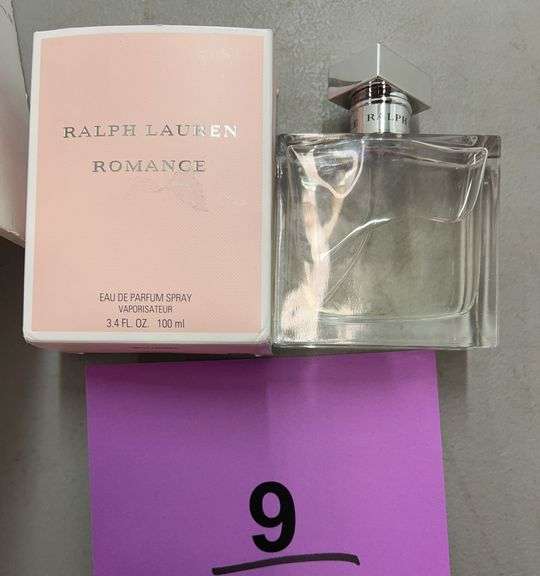 RALPH LAUREN
ROMANCE
EAU DE PARFUM SPRAY
VAPORISATEUR
3.4 FL. OZ. 100 ml
RALPH
9